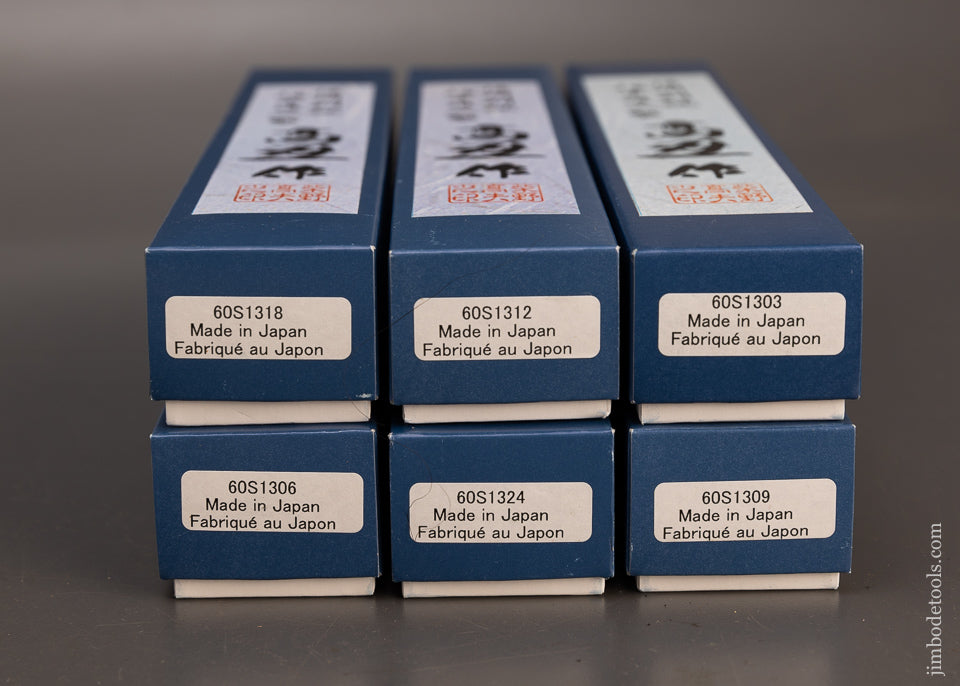 60S1318
Made in Japan
Fabriqué au Japon
60S1312
Made in Japan
Fabriqué au Japon
60S1303
Made in Japan
Fabriqué au Japon
60S1306
Made in Japan
Fabriqué au Japon
60S1324
Made in Japan
Fabriqué au Japon
60S1309
Made in Japan
Fabriqué au Japon
jimbodetools.com